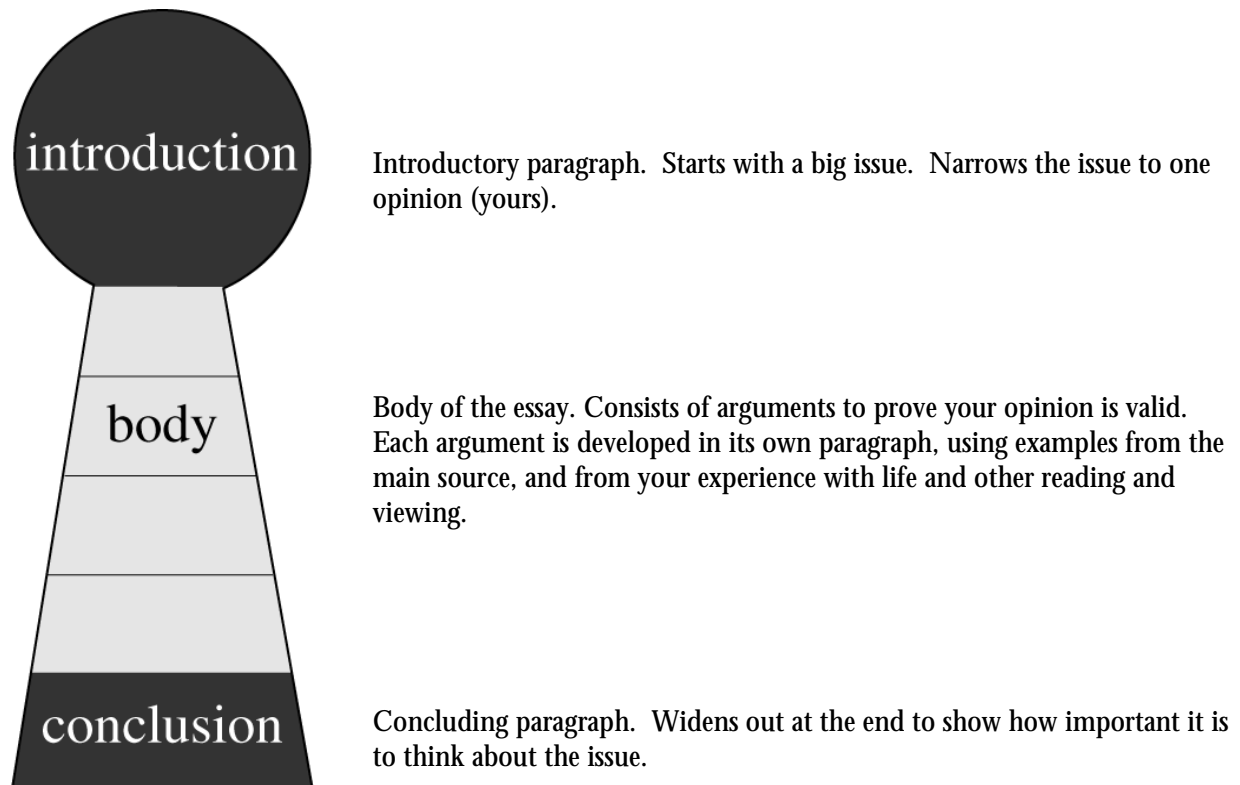 introduction
Introductory paragraph.  Starts with a big issue.  Narrows the issue to one
opinion (yours).
body
Body of the essay. Consists of arguments to prove your opinion is valid.
Each argument is developed in its own paragraph, using examples from the
main source, and from your experience with life and other reading and
viewing.
conclusion
Concluding paragraph.  Widens out at the end to show how important it is
to think about the issue.